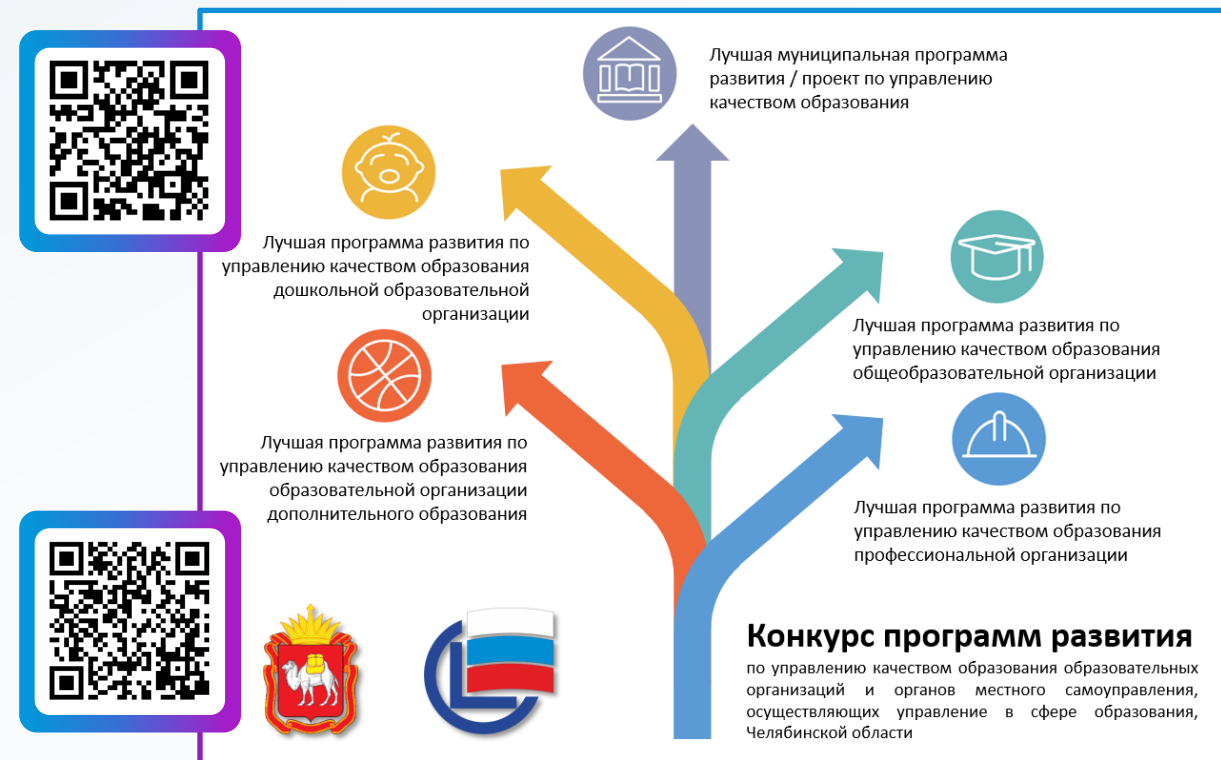 Лучшая муниципальная программа
развития / проект по управлению
качеством образования
Лучшая программа развития по
управлению качеством образования
дошкольной образовательной
организации
Лучшая программа развития по
управлению качеством образования
общеобразовательной организации
Лучшая программа развития по
управлению качеством образования
образовательной организации
дополнительного образования
Лучшая программа развития по
управлению качеством образования
профессиональной организации
Конкурс программ развития
по управлению качеством образования образовательных
организаций и органов местного самоуправления,
осуществляющих управление в сфере образования,
Челябинской области